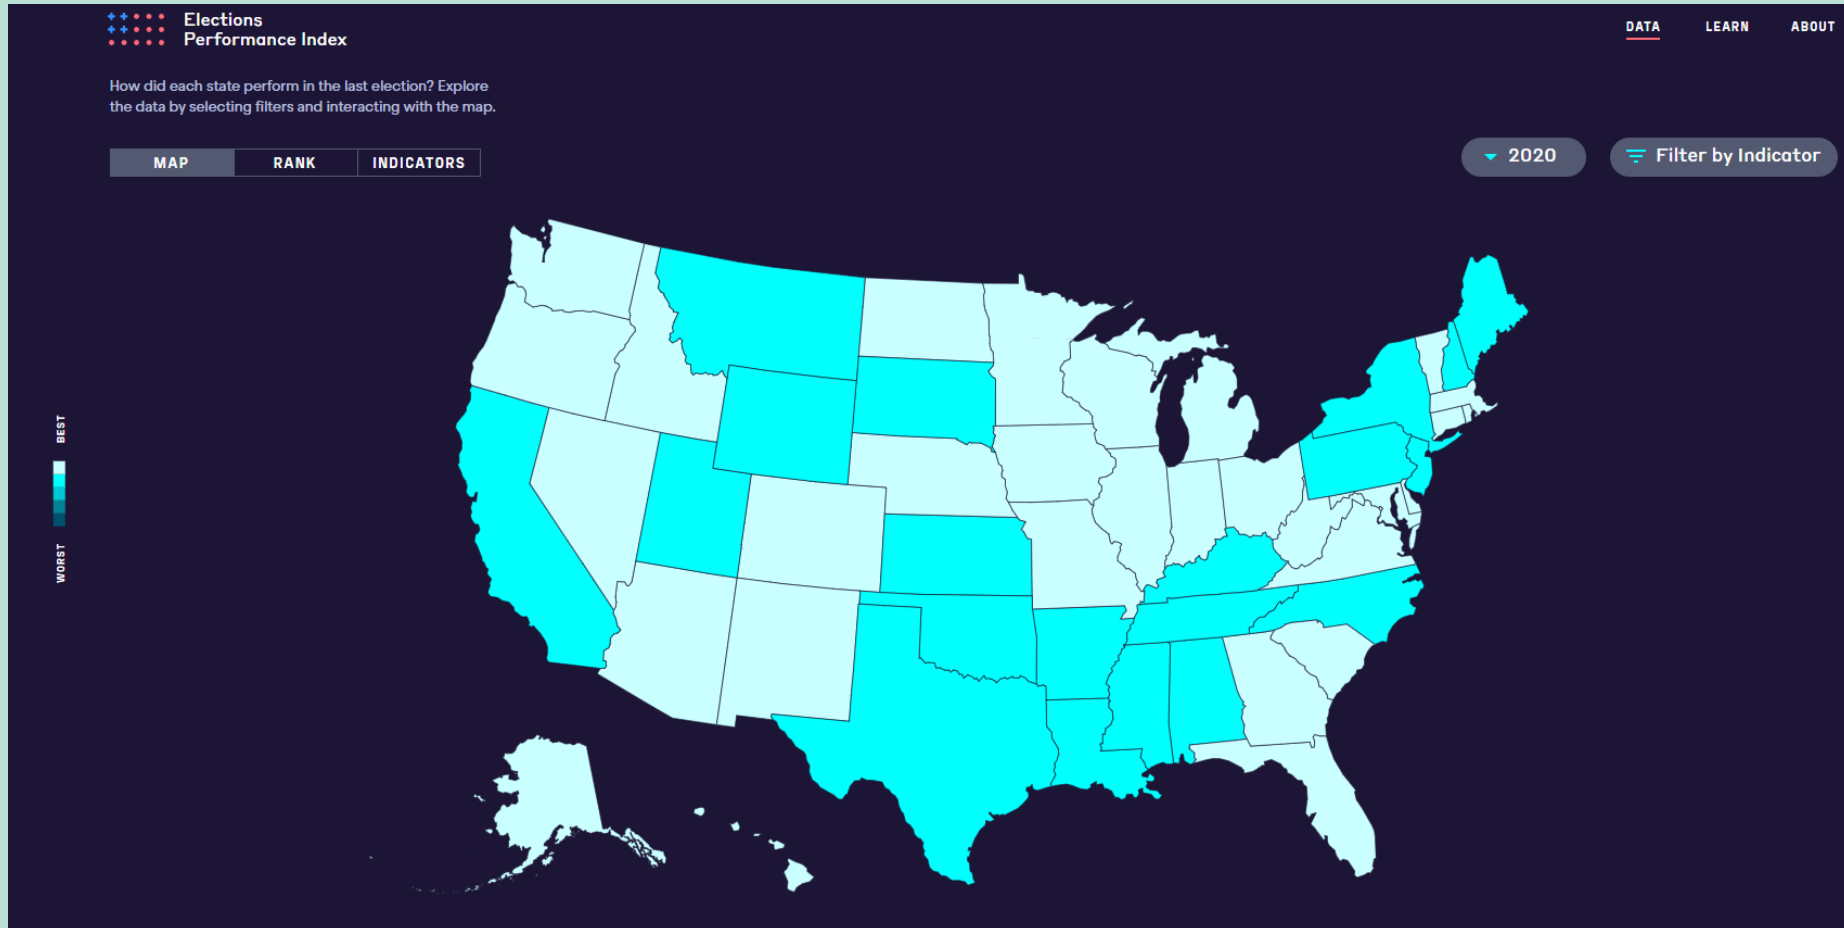 Elections
Performance Index
DATA
LEARN
ABOUT
How did each state perform in the last election? Explore
the data by selecting filters and interacting with the map.
MAP
RANK
INDICATORS
2020
Filter by Indicator
BEST
WORST